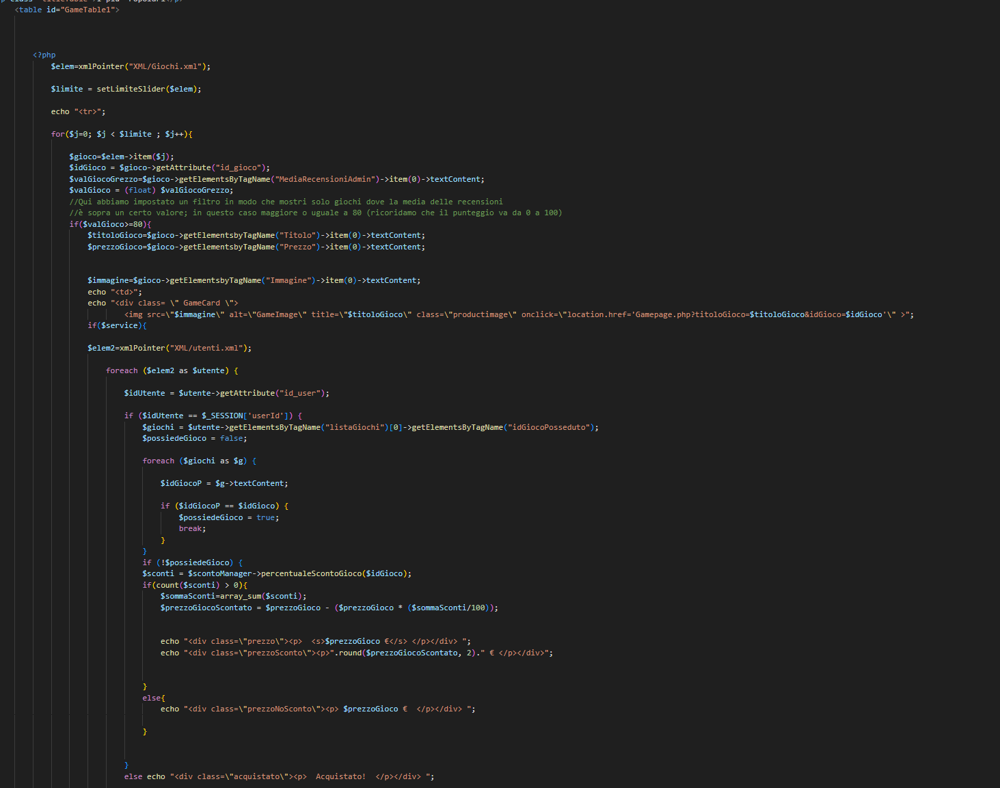 <table id="GameTable1">
<?php
$elem=xmlPointer("XML/Giochi.xml");
$limite = setLimiteSlider($elem);
echo "<tr>";
for($j=0; $j < $limite ; $j++){
$gioco=$elem->item($j);
$idGioco = $gioco->getAttribute("id_gioco");
$valGiocoGrezzo=$gioco->getElementsByTagName("MediaRecensioniAdmin")->item(0)->textContent;
$valGioco = (float) $valGiocoGrezzo;
//Qui abbiamo impostato un filtro in modo che mostri solo giochi dove la media delle recensioni
//è sopra un certo valore; in questo caso maggiore o uguale a 80 (ricoridamo che il punteggio va da 0 a 100)
if($valGioco>=80){
$titoloGioco=$gioco->getElementsbyTagName("Titolo")->item(0)->textContent;
$prezzoGioco=$gioco->getElementsbyTagName("Prezzo")->item(0)->textContent;
$immagine=$gioco->getElementsbyTagName("Immagine")->item(0)->textContent;
echo "<td>";
echo "<div class= \" GameCard \">
<img src=\"$immagine\" alt=\"GameImage\" title=\"$titoloGioco\" class=\"productimage\" onclick=\"location.href='Gamepage.php?titoloGioco=$titoloGioco&idGioco=$idGioco'\" >";
if($service){
$elem2=xmlPointer("XML/utenti.xml");
foreach ($elem2 as $utente) {
$idUtente = $utente->getAttribute("id_user");
if ($idUtente == $_SESSION['userId']) {
$giochi = $utente->getElementsByTagName("listaGiochi")[0]->getElementsByTagName("idGiocoPosseduto");
$possiedeGioco = false;
foreach ($giochi as $g) {
$idGiocoP = $g->textContent;
if ($idGiocoP == $idGioco) {
$possiedeGioco = true;
break;
}
}
if (!$possiedeGioco) {
$sconti = $scontoManager->percentualeScontoGioco($idGioco);
if(count($sconti) > 0){
$sommaSconti=array_sum($sconti);
$prezzoGiocoScontato = $prezzoGioco - ($prezzoGioco * ($sommaSconti/100));
echo "<div class=\"prezzo\"><p>  <s>$prezzoGioco €</s> </p></div> ";
echo "<div class=\"prezzoSconto\"><p>".round($prezzoGiocoScontato, 2)." € </p></div>";
}
else{
echo "<div class=\"prezzoNoSconto\"><p> $prezzoGioco €  </p></div> ";
}
}
else echo "<div class=\"acquistato\"><p>  Acquistato!  </p></div> ";